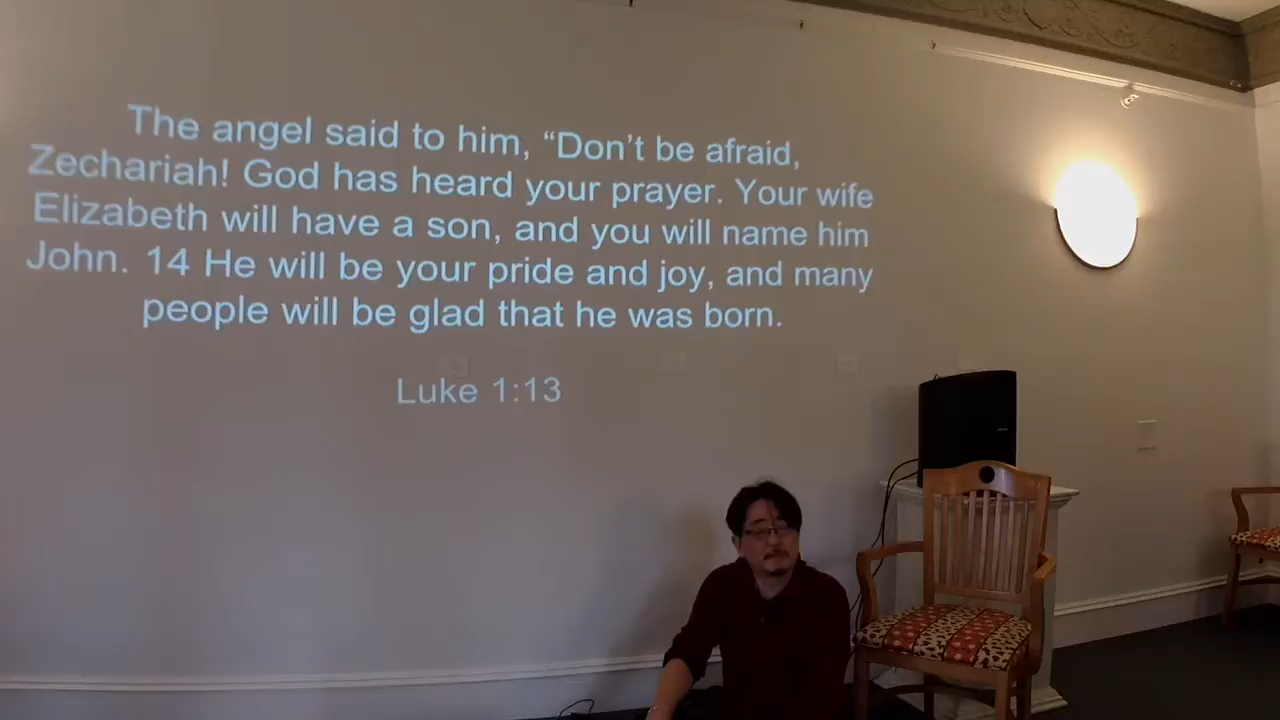 The angel said to him, “Don’t be afraid,
Zechariah! God has heard your prayer. Your wife
Elizabeth will have a son, and you will name him
John. 14 He will be your pride and joy, and many
people will be glad that he was born.
Luke 1:13